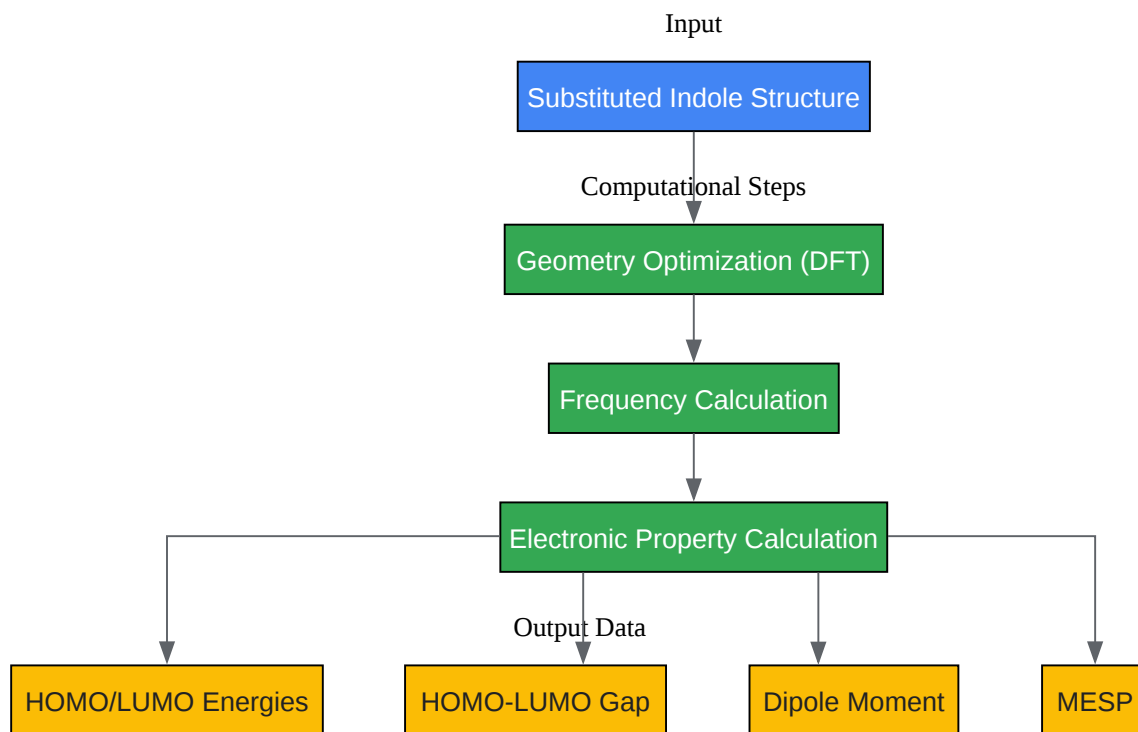 Input
Substituted Indole Structure
Computational Steps
Geometry Optimization (DFT)
Frequency Calculation
Electronic Property Calculation
Output Data
HOMO/LUMO Energies
HOMO-LUMO Gap
Dipole Moment
MESP